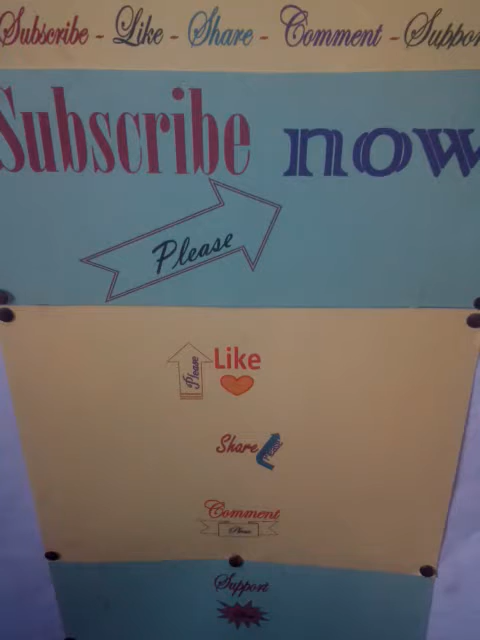 Subscribe - Like - Share - Comment - Suppor
Subscribe now
Please
Like
Please
Share
Please
Comment
Please
Support